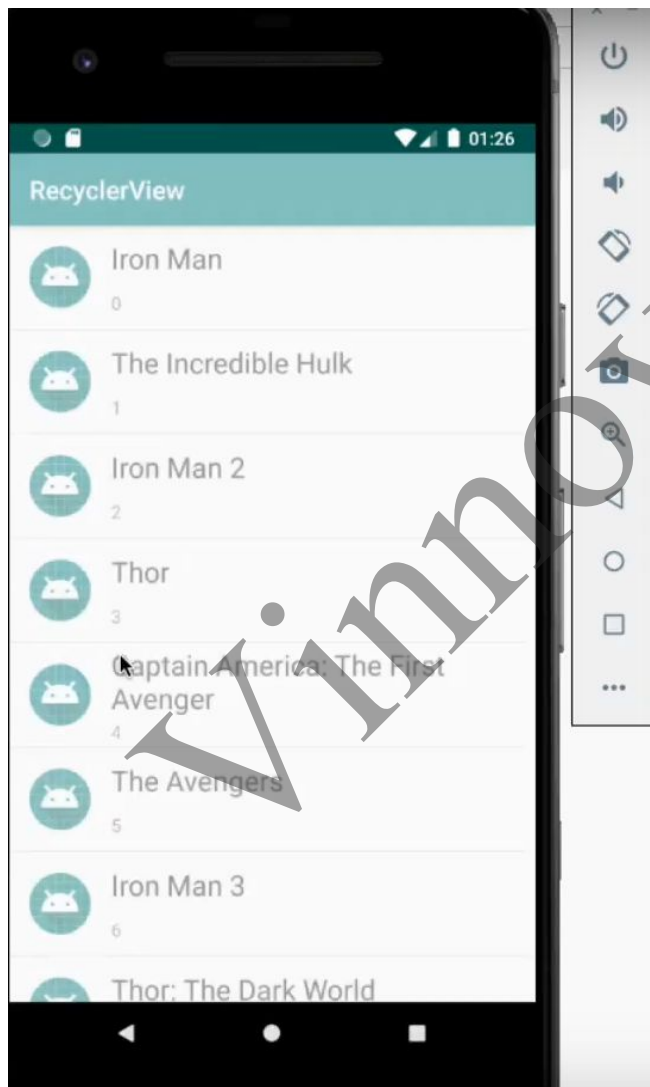 01:26
RecyclerView
Iron Man
0
The Incredible Hulk
1
Iron Man 2
2
Thor
3
Captain America: The First
Avenger
4
The Avengers
5
Iron Man 3
6
Thor: The Dark World